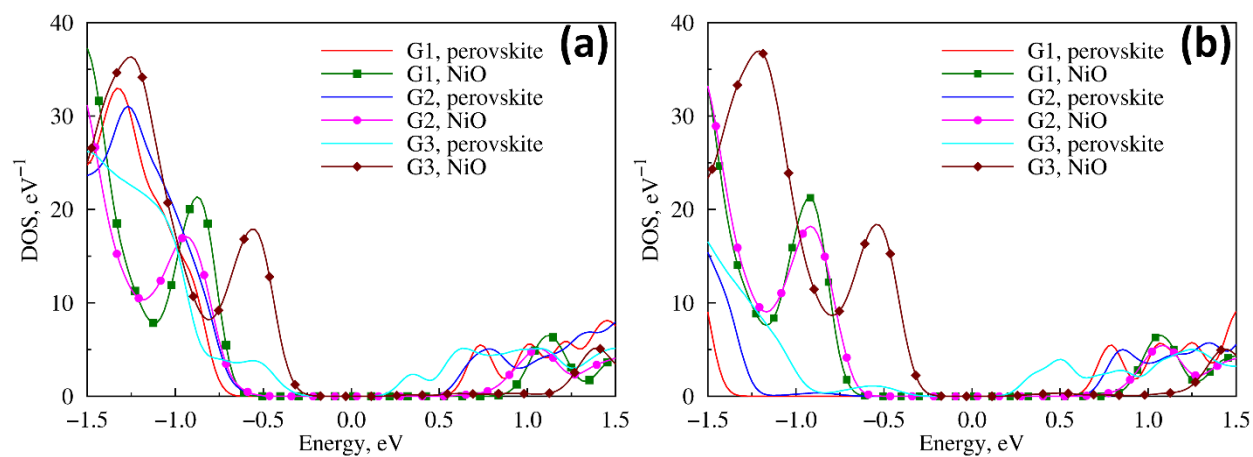 (a)
DOS, eV⁻¹
40
30
20
10
0
G1, perovskite
G1, NiO
G2, perovskite
G2, NiO
G3, perovskite
G3, NiO
−1.5 −1.0 −0.5 0.0 0.5 1.0 1.5
Energy, eV
(b)
DOS, eV⁻¹
40
30
20
10
0
G1, perovskite
G1, NiO
G2, perovskite
G2, NiO
G3, perovskite
G3, NiO
−1.5 −1.0 −0.5 0.0 0.5 1.0 1.5
Energy, eV